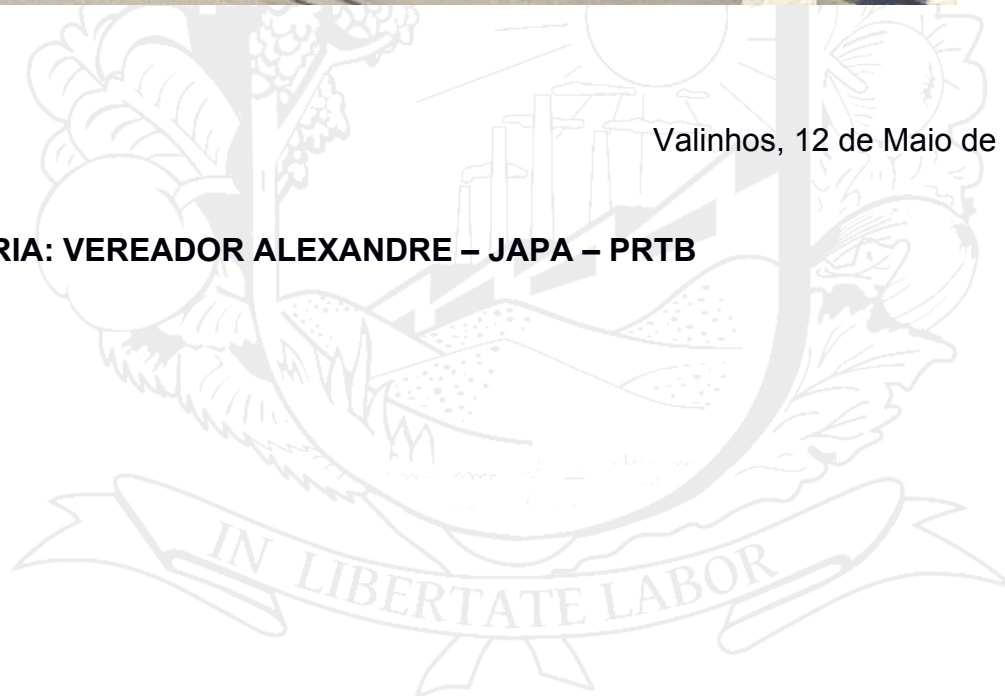 Valinhos, 12 de Maio de
RIA: VEREADOR ALEXANDRE – JAPA – PRTB
IN LIBERTATE LABOR